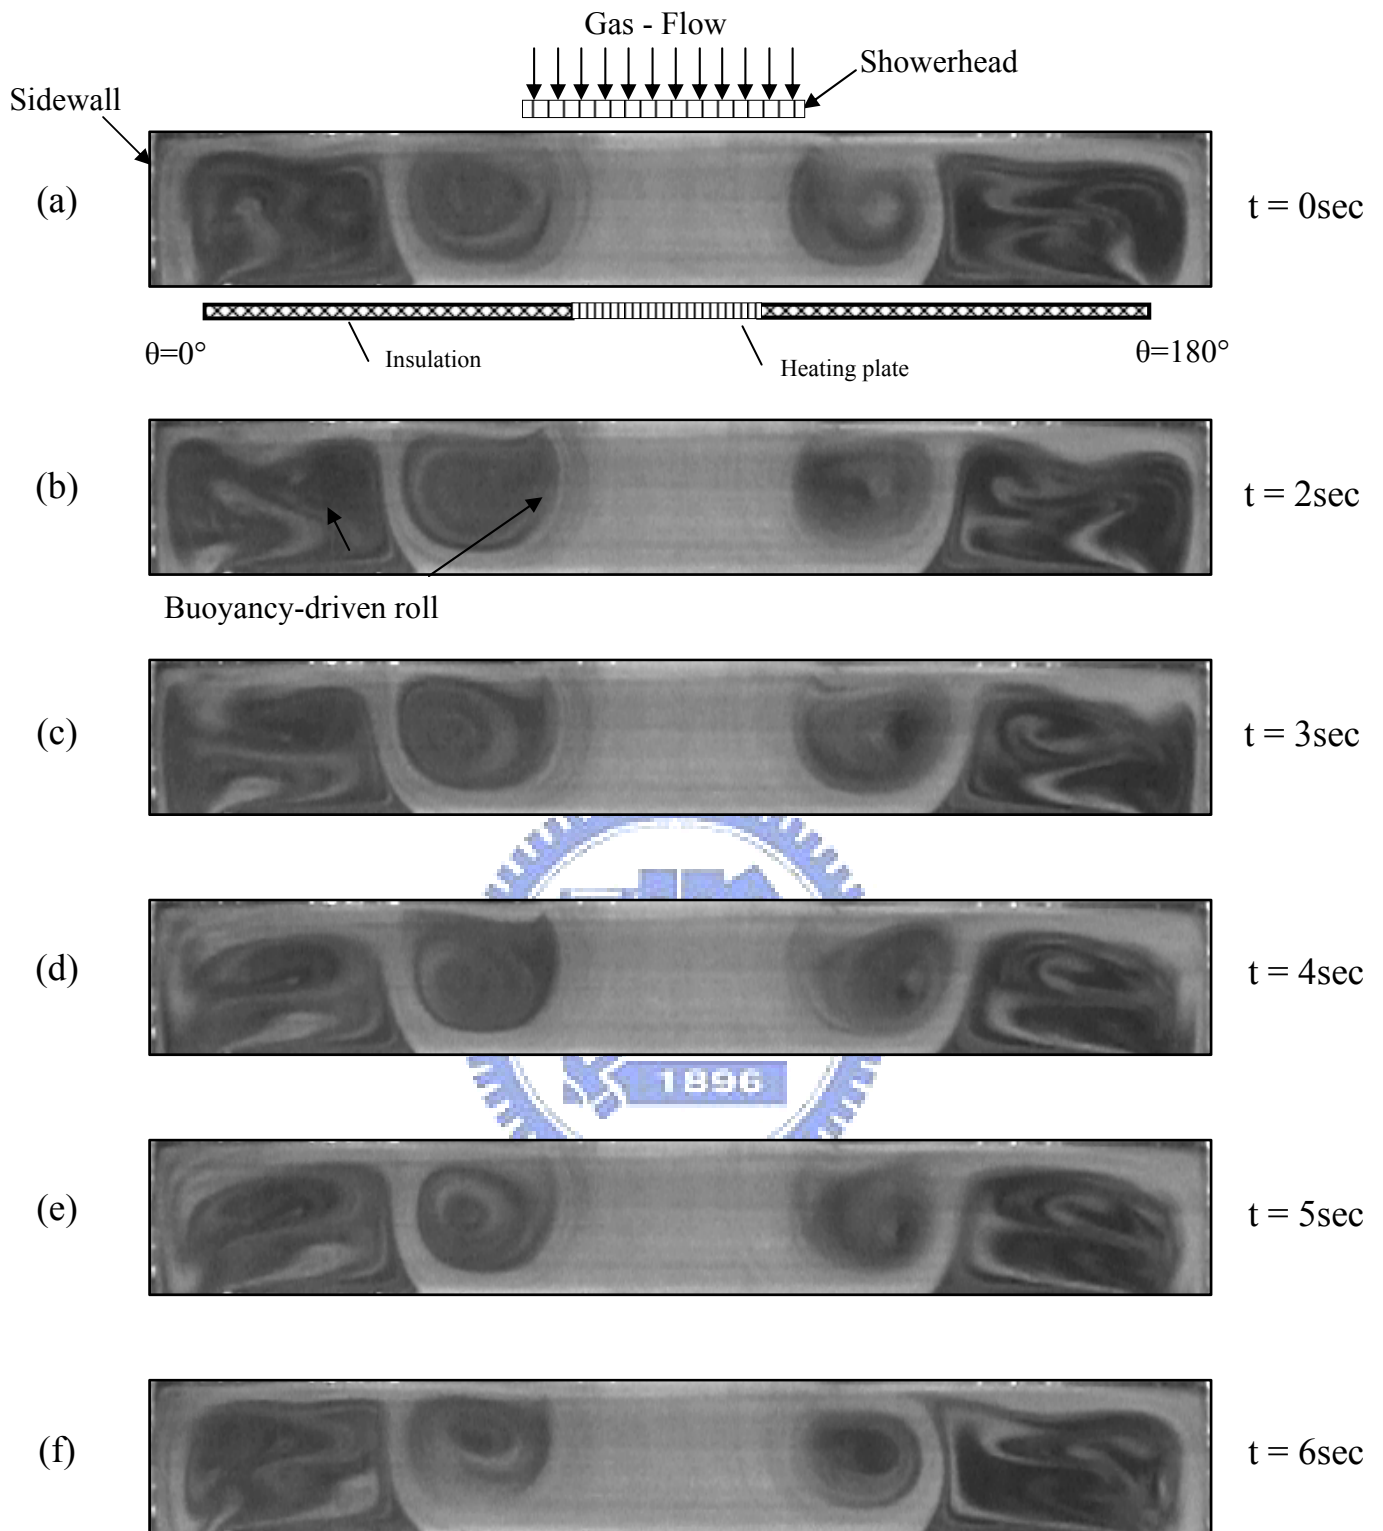 Gas - Flow
Showerhead
Sidewall
(a)
t = 0sec
θ=0°
Insulation
Heating plate
θ=180°
(b)
t = 2sec
Buoyancy-driven roll
(c)
t = 3sec
(d)
t = 4sec
1896
(e)
t = 5sec
(f)
t = 6sec